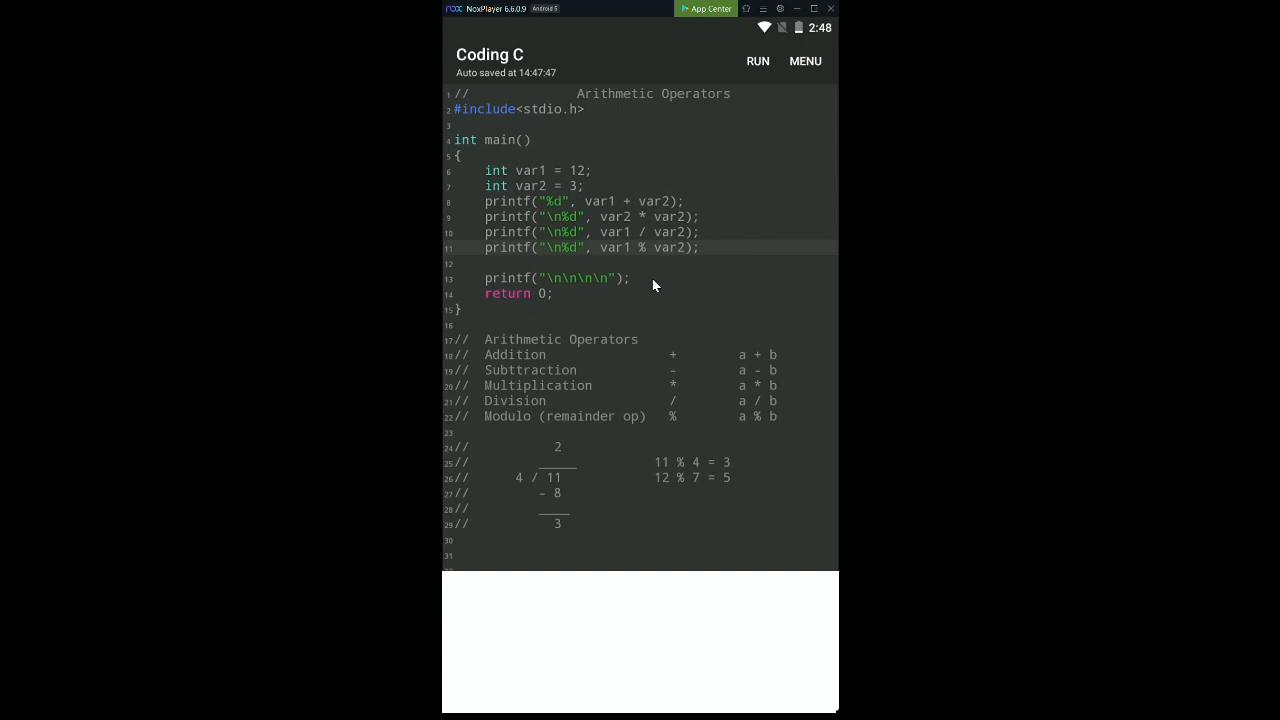 nox NoxPlayer 6.6.0.9 Android 5 App Center
2:48
Coding C
Auto saved at 14:47:47
RUN MENU
1 // Arithmetic Operators
2 #include<stdio.h>
3
4 int main()
5 {
6 int var1 = 12;
7 int var2 = 3;
8 printf("%d", var1 + var2);
9 printf("\n%d", var2 * var2);
10 printf("\n%d", var1 / var2);
11 printf("\n%d", var1 % var2);
12
13 printf("\n\n\n\n");
14 return 0;
15 }
16
17 // Arithmetic Operators
18 // Addition + a + b
19 // Subttraction - a - b
20 // Multiplication * a * b
21 // Division / a / b
22 // Modulo (remainder op) % a % b
23
24 // 2
25 // _____ 11 % 4 = 3
26 // 4 / 11 12 % 7 = 5
27 // - 8
28 // ____
29 // 3
30
31